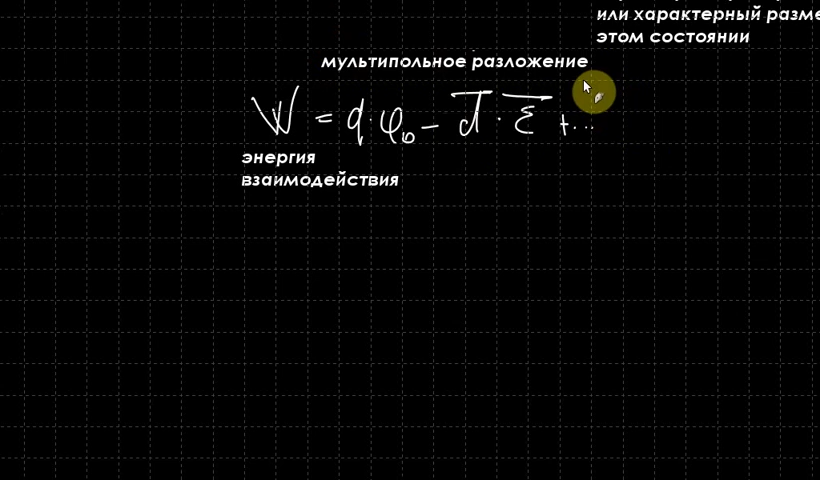 или характерный разме
этом состоянии
мультипольное разложение
W = q·φ₀ − d̄ · ε̄ + ...
энергия
взаимодействия